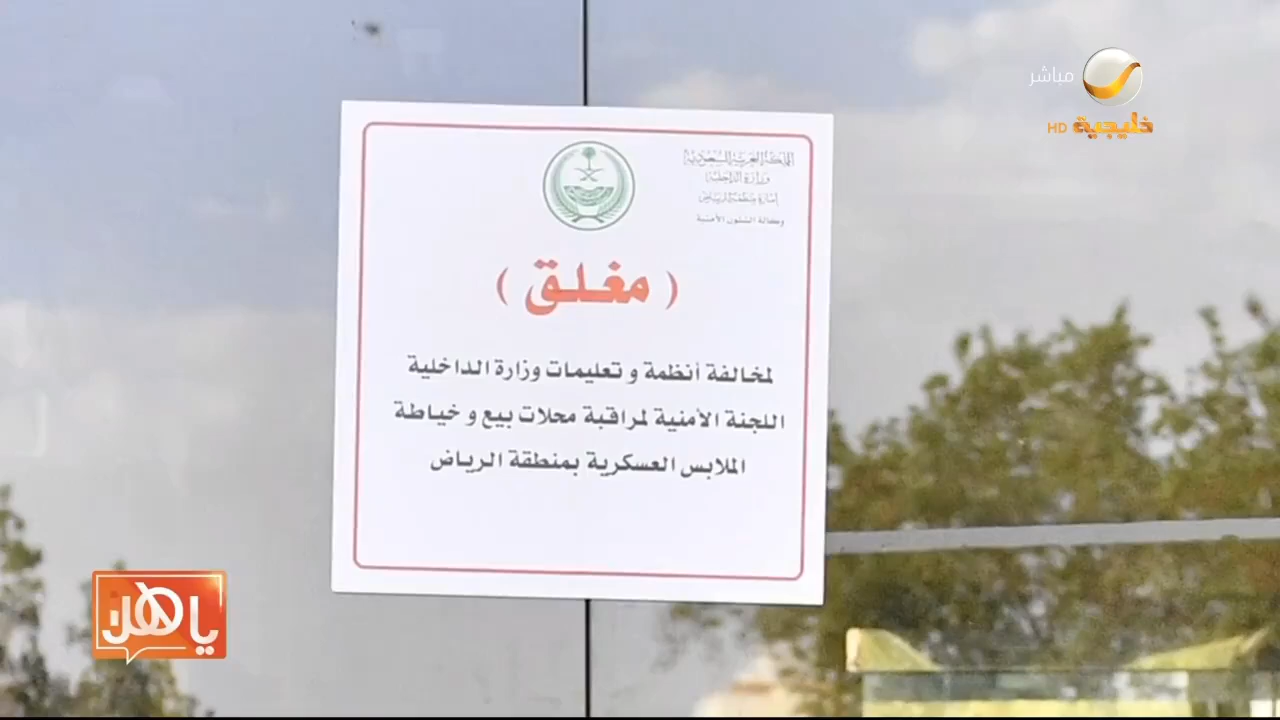 مباشر
خليجية
HD
المملكة العربية السعودية
وزارة الداخلية
إمارة منطقة الرياض
وكالة الشئون الأمنية
( مغلق )
لمخالفة أنظمة و تعليمات وزارة الداخلية
اللجنة الأمنية لمراقبة محلات بيع و خياطة
الملابس العسكرية بمنطقة الرياض
ياهلا